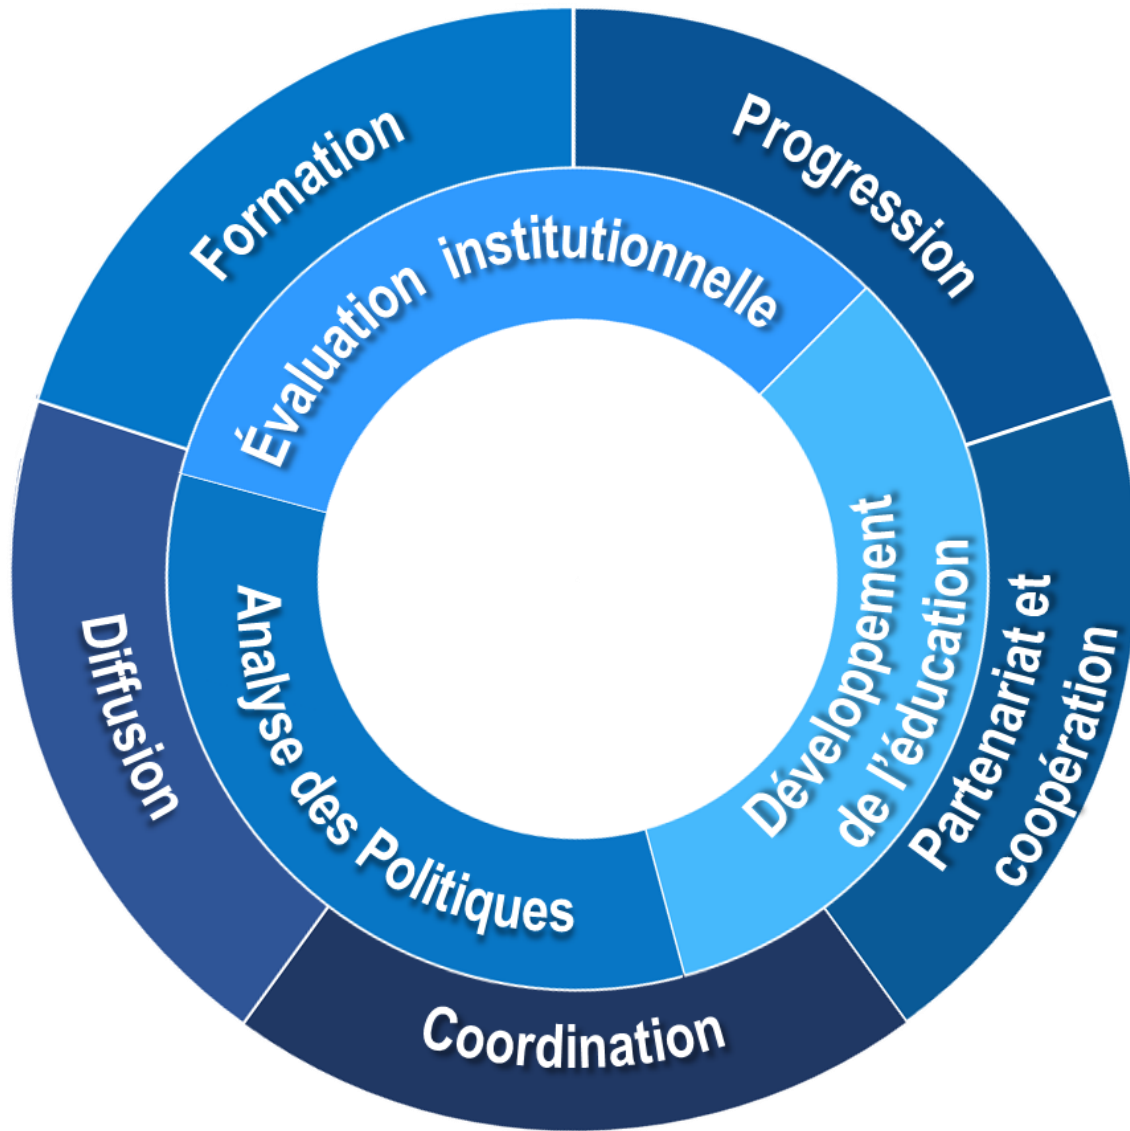 Formation
Progression
Partenariat et
coopération
Coordination
Diffusion
Évaluation institutionnelle
Développement
de l'éducation
Analyse des Politiques